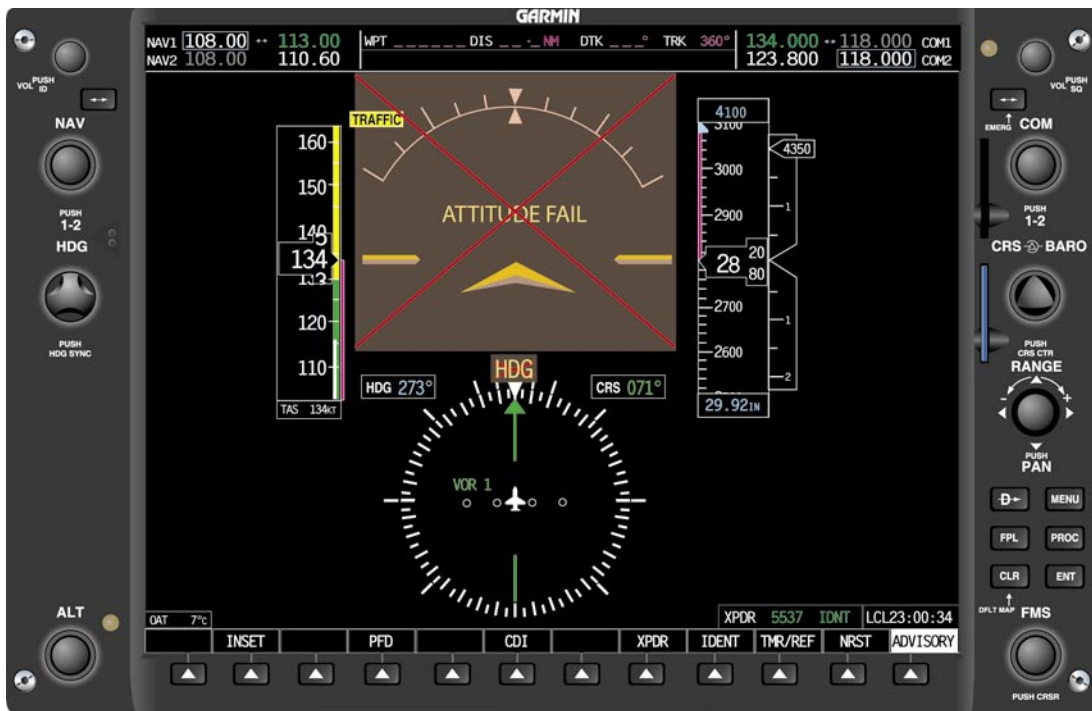 GARMIN
NAV1 108.00 ↔ 113.00 WPT ______ DIS __._ NM DTK ___° TRK 360° 134.000 ↔ 118.000 COM1
NAV2 108.00 110.60 123.800 118.000 COM2
VOL PUSH ID
VOL PUSH SQ
NAV
EMERG
COM
PUSH
1-2
PUSH
1-2
HDG
CRS BARO
PUSH
HDG SYNC
PUSH
CRS CTR
RANGE
- +
PUSH
PAN
TRAFFIC
160
150
140
134
120
110
TAS 134KT
ATTITUDE FAIL
4100
3100
3000
2900
28 20
80
2700
2600
29.92IN
4350
1
1
2
HDG
HDG 273°
CRS 071°
VOR 1
D MENU
FPL PROC
CLR ENT
DFLT MAP
FMS
PUSH CRSR
ALT
OAT 7°C
XPDR 5537 IDNT LCL23:00:34
INSET PFD CDI XPDR IDENT TMR/REF NRST ADVISORY